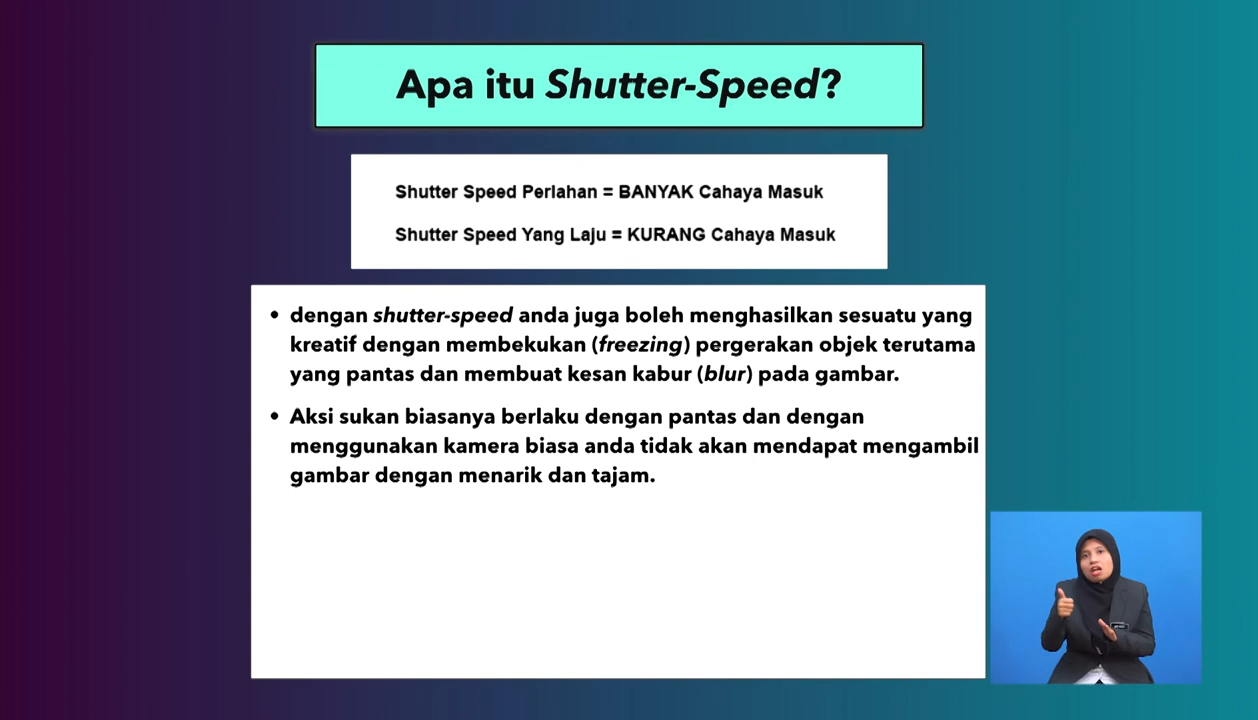 Apa itu Shutter-Speed?
Shutter Speed Perlahan = BANYAK Cahaya Masuk
Shutter Speed Yang Laju = KURANG Cahaya Masuk
• dengan shutter-speed anda juga boleh menghasilkan sesuatu yang
kreatif dengan membekukan (freezing) pergerakan objek terutama
yang pantas dan membuat kesan kabur (blur) pada gambar.
• Aksi sukan biasanya berlaku dengan pantas dan dengan
menggunakan kamera biasa anda tidak akan mendapat mengambil
gambar dengan menarik dan tajam.